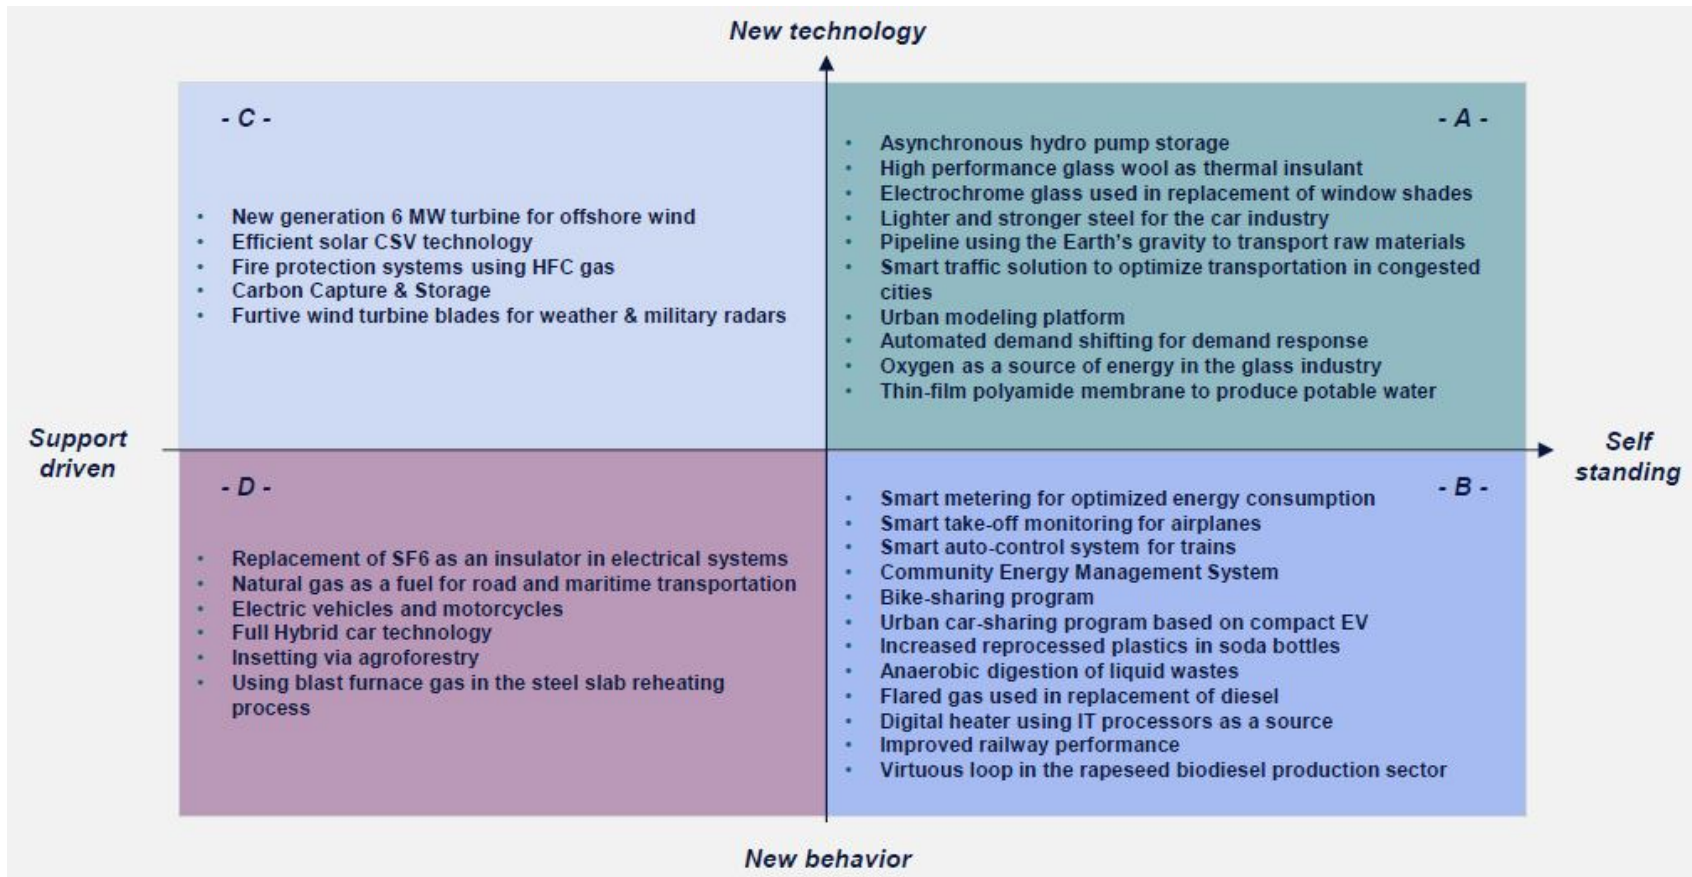 New technology
- C -
• New generation 6 MW turbine for offshore wind
• Efficient solar CSV technology
• Fire protection systems using HFC gas
• Carbon Capture & Storage
• Furtive wind turbine blades for weather & military radars
- A -
• Asynchronous hydro pump storage
• High performance glass wool as thermal insulant
• Electrochrome glass used in replacement of window shades
• Lighter and stronger steel for the car industry
• Pipeline using the Earth's gravity to transport raw materials
• Smart traffic solution to optimize transportation in congested
cities
• Urban modeling platform
• Automated demand shifting for demand response
• Oxygen as a source of energy in the glass industry
• Thin-film polyamide membrane to produce potable water
Support
driven
Self
standing
- D -
• Replacement of SF6 as an insulator in electrical systems
• Natural gas as a fuel for road and maritime transportation
• Electric vehicles and motorcycles
• Full Hybrid car technology
• Insetting via agroforestry
• Using blast furnace gas in the steel slab reheating
process
- B -
• Smart metering for optimized energy consumption
• Smart take-off monitoring for airplanes
• Smart auto-control system for trains
• Community Energy Management System
• Bike-sharing program
• Urban car-sharing program based on compact EV
• Increased reprocessed plastics in soda bottles
• Anaerobic digestion of liquid wastes
• Flared gas used in replacement of diesel
• Digital heater using IT processors as a source
• Improved railway performance
• Virtuous loop in the rapeseed biodiesel production sector
New behavior